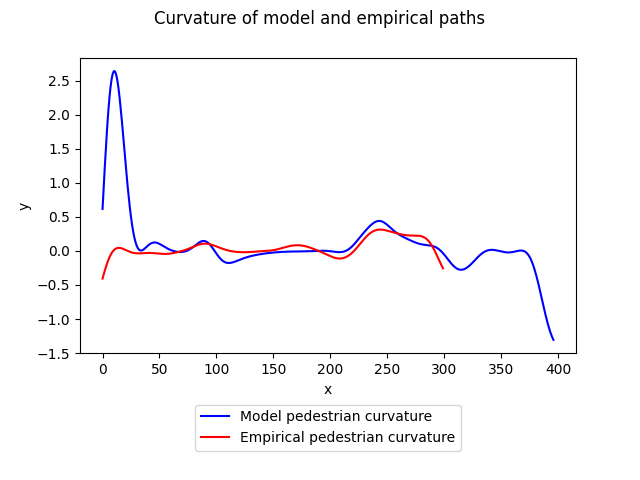 Curvature of model and empirical paths
2.5
2.0
1.5
1.0
0.5
0.0
−0.5
−1.0
−1.5
y
0 50 100 150 200 250 300 350 400
x
Model pedestrian curvature
Empirical pedestrian curvature